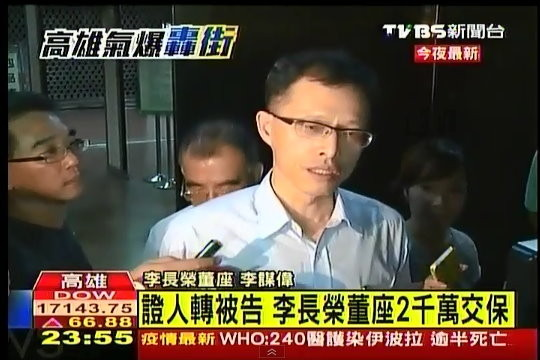 高雄氣爆轟街
TVBS新聞台
今夜最新
李長榮董座 李謀偉
高雄
證人轉被告 李長榮董座2千萬交保
DOW
17143.75
66.88
23:55
疫情最新 WHO:240醫護染伊波拉 逾半死亡